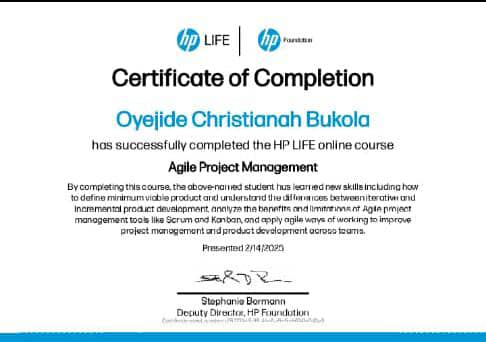 hp LIFE | hp Foundation
Certificate of Completion
Oyejide Christianah Bukola
has successfully completed the HP LIFE online course
Agile Project Management
By completing this course, the above-named student has learned new skills including how
to define minimum viable product and understand the differences between iterative and
incremental product development, analyze the benefits and limitations of Agile project
management tools like Scrum and Kanban, and apply agile ways of working to improve
project management and product development across teams.
Presented 2/14/2025
Stephanie Bormann
Deputy Director, HP Foundation
Certificate serial number